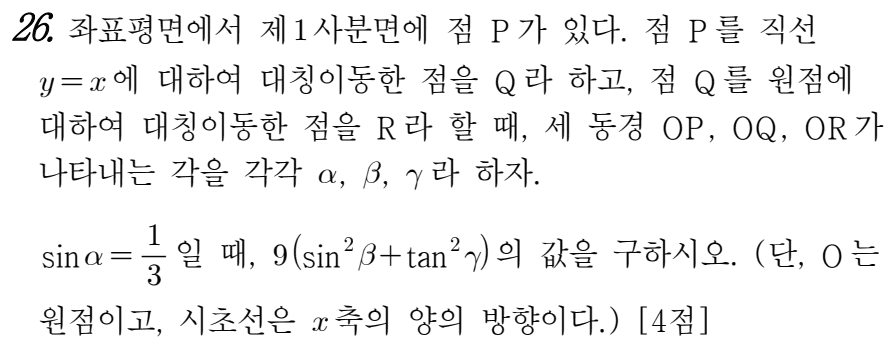 26. 좌표평면에서 제1사분면에 점 P가 있다. 점 P를 직선
y=x에 대하여 대칭이동한 점을 Q라 하고, 점 Q를 원점에
대하여 대칭이동한 점을 R라 할 때, 세 동경 OP, OQ, OR가
나타내는 각을 각각 α, β, γ라 하자.
sinα=1/3일 때, 9(sin²β+tan²γ)의 값을 구하시오. (단, O는
원점이고, 시초선은 x축의 양의 방향이다.) [4점]